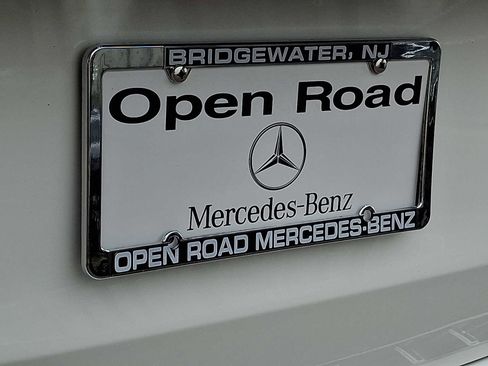 BRIDGEWATER, NJ
Open Road
Mercedes-Benz
OPEN ROAD MERCEDES-BENZ